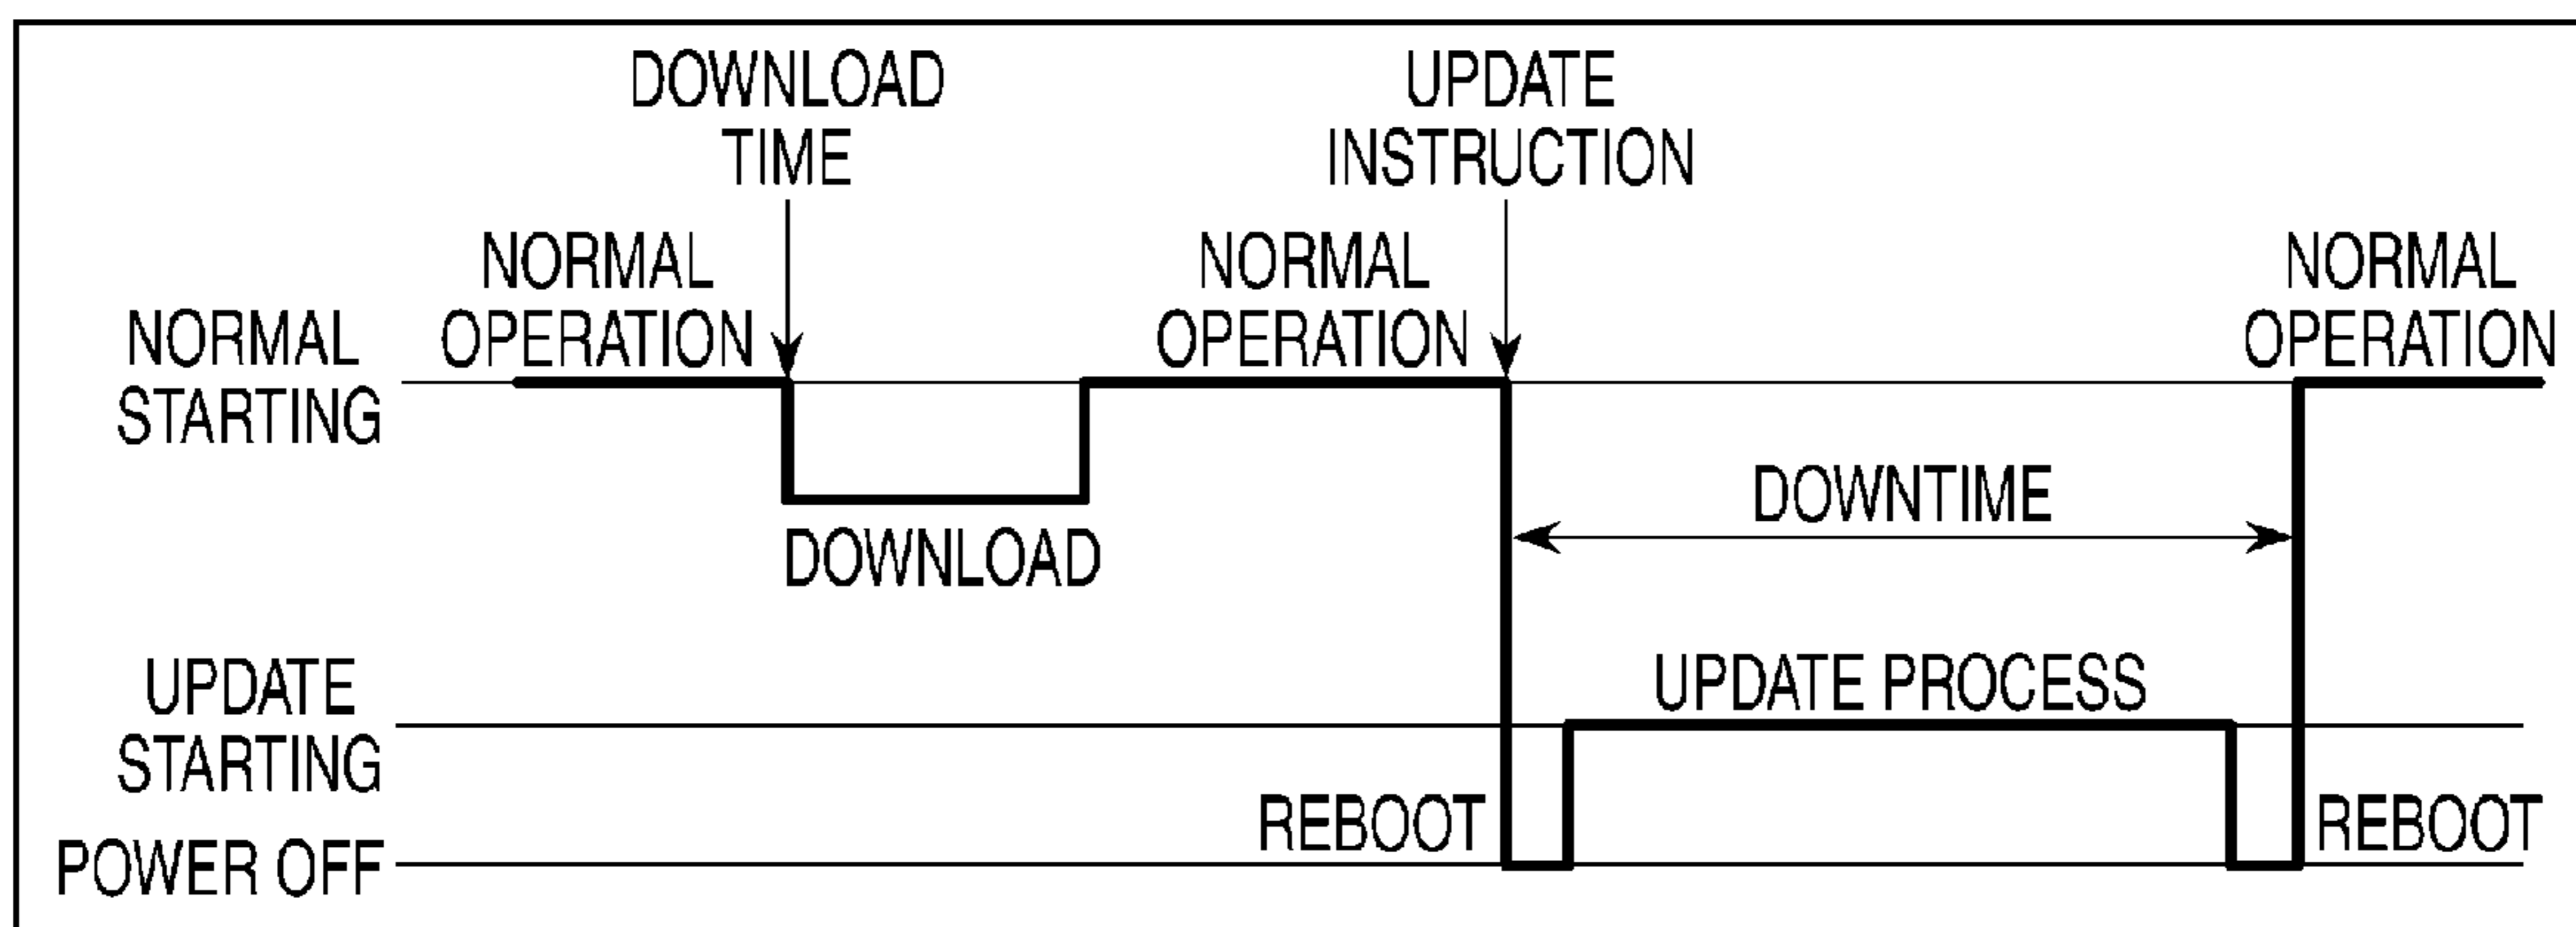 DOWNLOAD
TIME
UPDATE
INSTRUCTION
NORMAL
OPERATION
NORMAL
OPERATION
NORMAL
OPERATION
NORMAL
STARTING
DOWNTIME
DOWNLOAD
UPDATE
STARTING
UPDATE PROCESS
REBOOT
REBOOT
POWER OFF